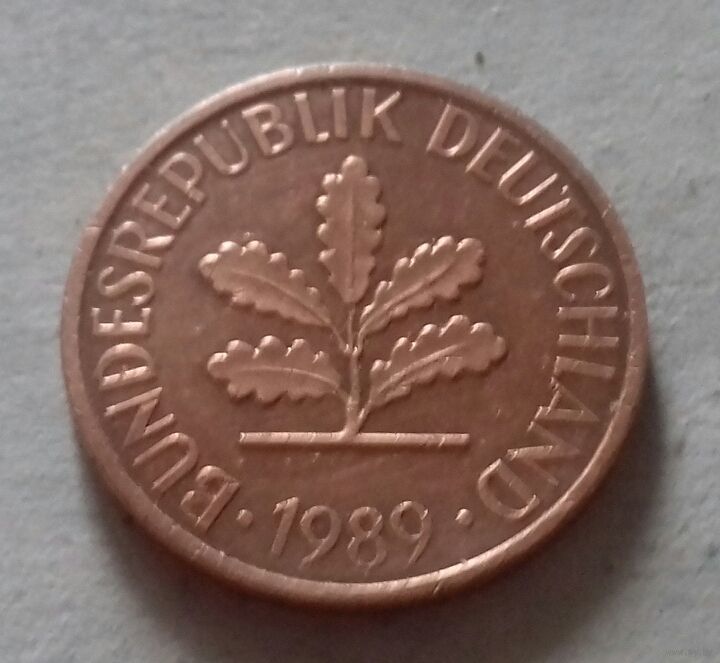 BUNDESREPUBLIK DEUTSCHLAND
· 1989 ·